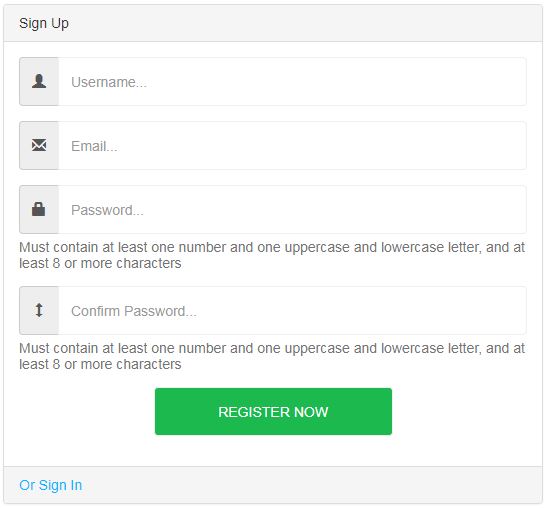 Sign Up
Username...
Email...
Password...
Must contain at least one number and one uppercase and lowercase letter, and at
least 8 or more characters
Confirm Password...
Must contain at least one number and one uppercase and lowercase letter, and at
least 8 or more characters
REGISTER NOW
Or Sign In